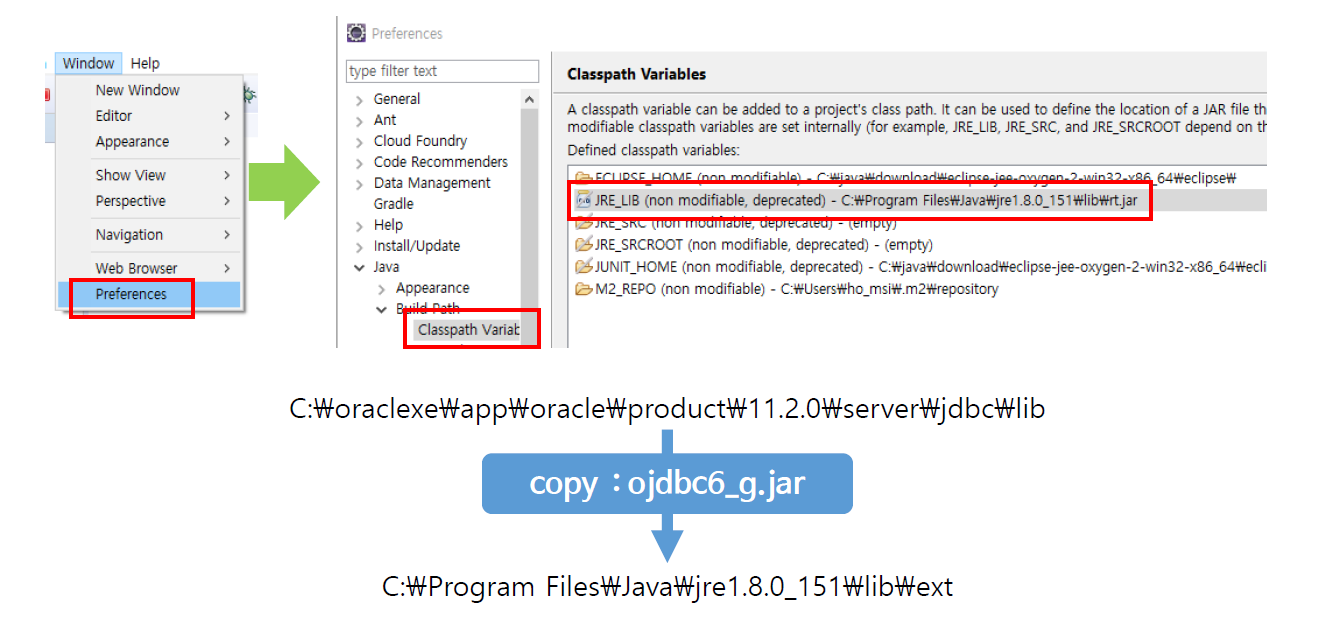 Preferences
Window Help
type filter text
Classpath Variables
New Window
Editor
Appearance
Show View
Perspective
Navigation
Web Browser
Preferences
General
Ant
Cloud Foundry
Code Recommenders
Data Management
Gradle
Help
Install/Update
Java
Appearance
Build Path
Classpath Variab
A classpath variable can be added to a project's class path. It can be used to define the location of a JAR file th
modifiable classpath variables are set internally (for example, JRE_LIB, JRE_SRC, and JRE_SRCROOT depend on th
Defined classpath variables:
ECLIPSE_HOME (non modifiable) - C:₩java₩download₩eclipse-jee-oxygen-2-win32-x86_64₩eclipse₩
JRE_LIB (non modifiable, deprecated) - C:₩Program Files₩Java₩jre1.8.0_151₩lib₩rt.jar
JRE_SRC (non modifiable, deprecated) - (empty)
JRE_SRCROOT (non modifiable, deprecated) - (empty)
JUNIT_HOME (non modifiable, deprecated) - C:₩java₩download₩eclipse-jee-oxygen-2-win32-x86_64₩ecli
M2_REPO (non modifiable) - C:₩Users₩ho_msi₩.m2₩repository
C:₩oraclexe₩app₩oracle₩product₩11.2.0₩server₩jdbc₩lib
copy : ojdbc6_g.jar
C:₩Program Files₩Java₩jre1.8.0_151₩lib₩ext